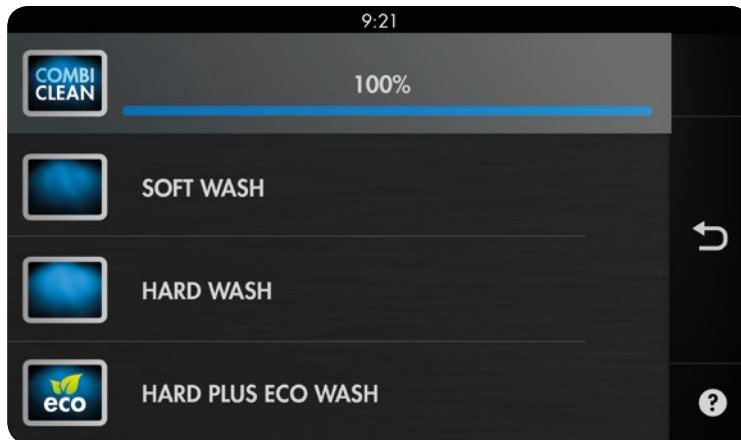 9:21
COMBI
CLEAN
100%
SOFT WASH
HARD WASH
eco
HARD PLUS ECO WASH
?